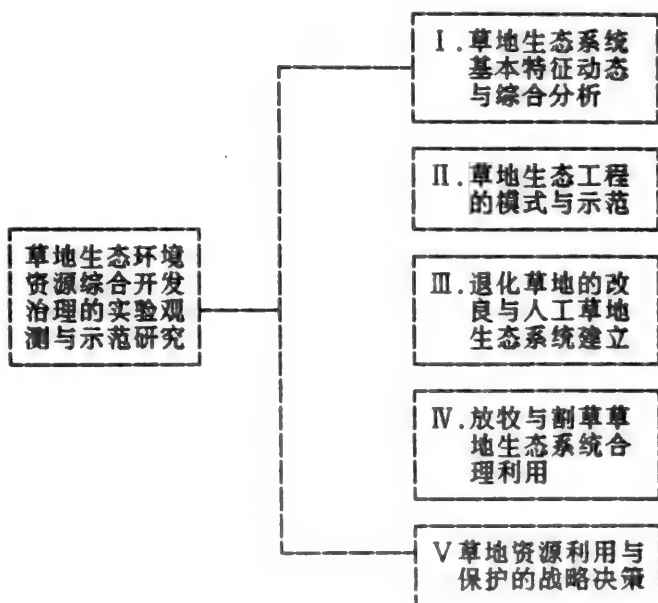 草地生态环境
资源综合开发
治理的实验观
测与示范研究
Ⅰ.草地生态系统
基本特征动态
与综合分析
Ⅱ.草地生态工程
的模式与示范
Ⅲ.退化草地的改
良与人工草地
生态系统建立
Ⅳ.放牧与割草草
地生态系统合
理利用
Ⅴ草地资源利用与
保护的战略决策